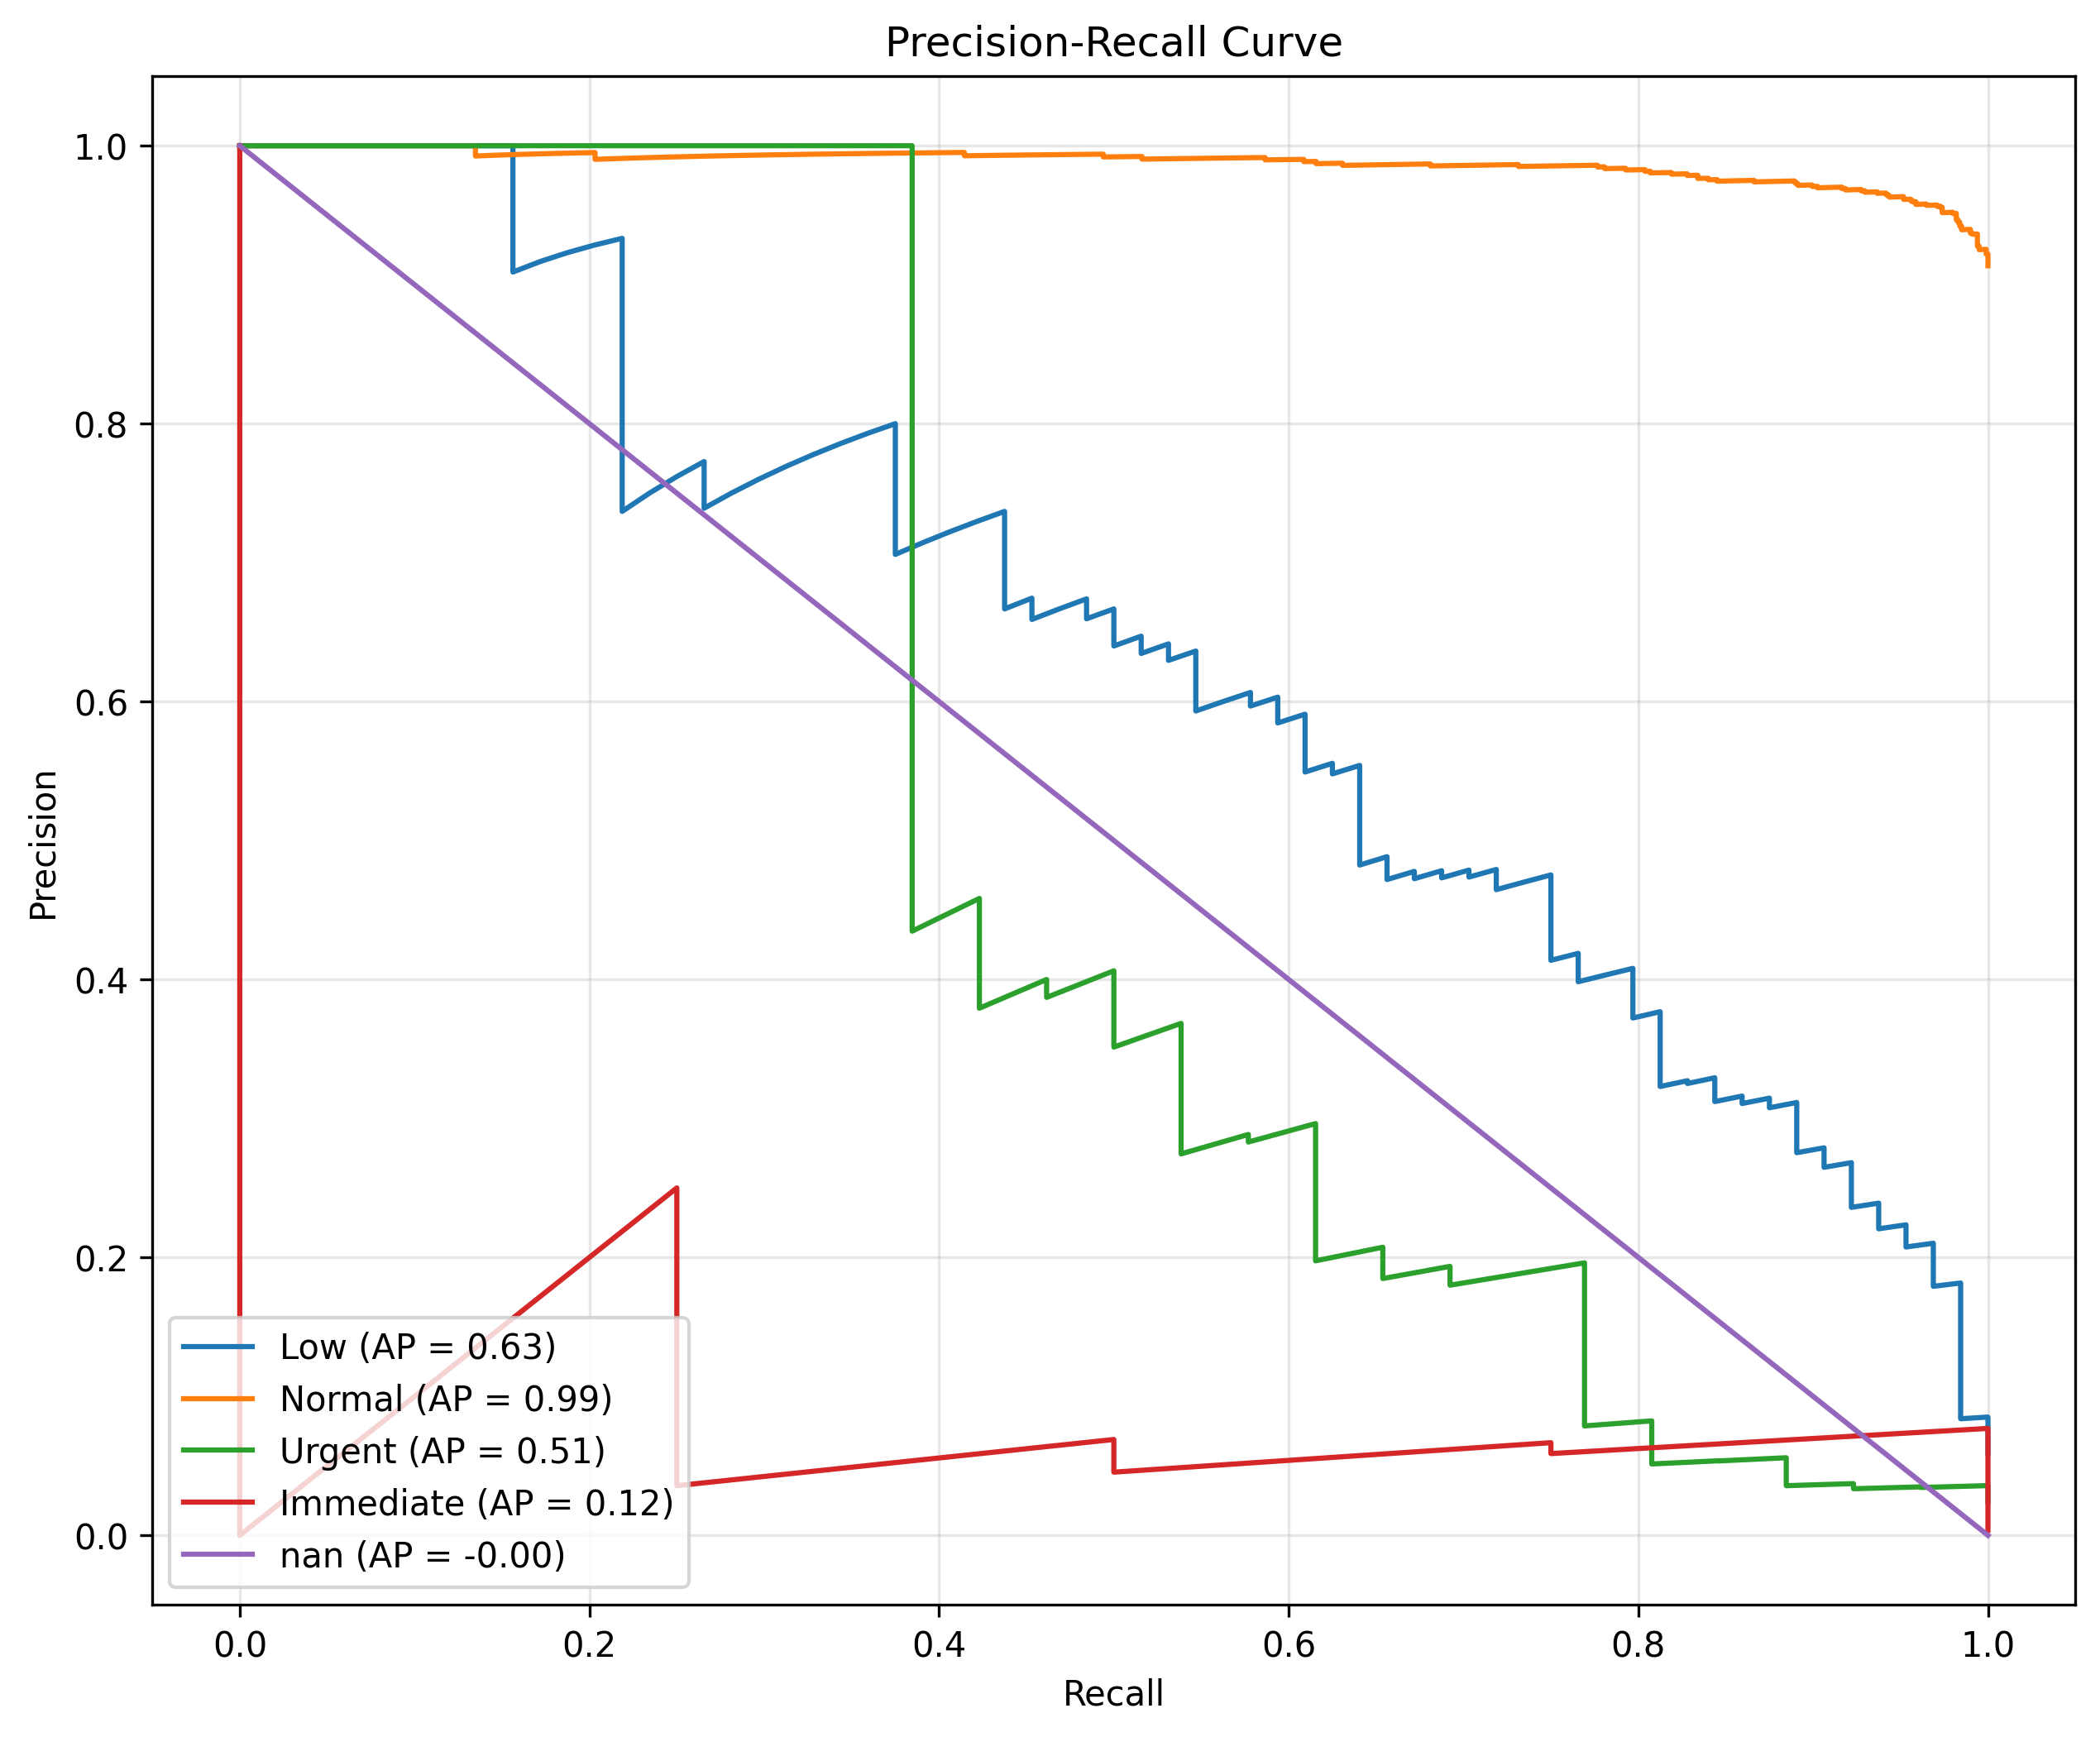 Precision-Recall Curve
1.0
0.8
0.6
0.4
0.2
0.0
Precision
Low (AP = 0.63)
Normal (AP = 0.99)
Urgent (AP = 0.51)
Immediate (AP = 0.12)
nan (AP = -0.00)
0.0 0.2 0.4 0.6 0.8 1.0
Recall